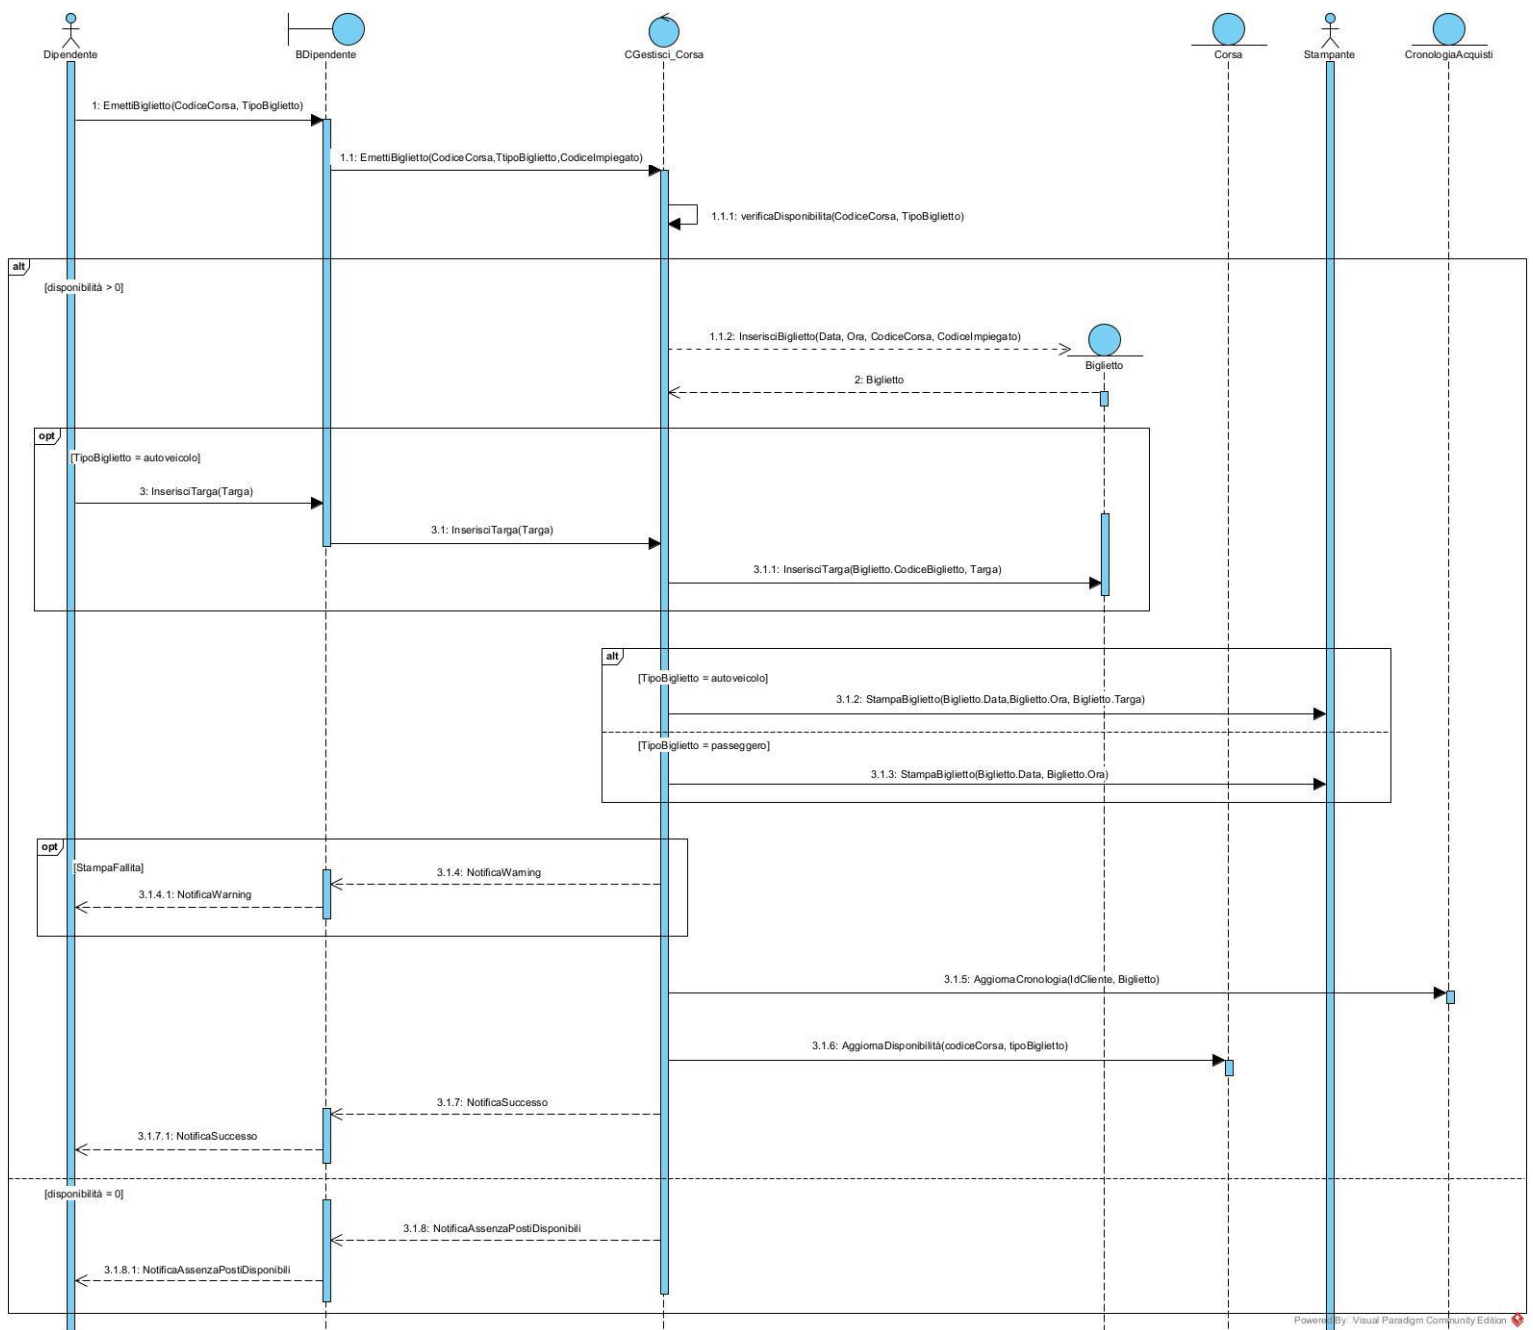 Dipendente
BDipendente
CGestisci_Corsa
Corsa
Stampante
CronologiaAcquisti
1: EmettiBiglietto(CodiceCorsa, TipoBiglietto)
1.1: EmettiBiglietto(CodiceCorsa,TtipoBiglietto,CodiceImpiegato)
1.1.1: verificaDisponibilita(CodiceCorsa, TipoBiglietto)
alt
[disponibilità > 0]
1.1.2: InserisciBiglietto(Data, Ora, CodiceCorsa, CodiceImpiegato)
Biglietto
2: Biglietto
opt
[TipoBiglietto = autoveicolo]
3: InserisciTarga(Targa)
3.1: InserisciTarga(Targa)
3.1.1: InserisciTarga(Biglietto.CodiceBiglietto, Targa)
alt
[TipoBiglietto = autoveicolo]
3.1.2: StampaBiglietto(Biglietto.Data,Biglietto.Ora, Biglietto.Targa)
[TipoBiglietto = passeggero]
3.1.3: StampaBiglietto(Biglietto.Data, Biglietto.Ora)
opt
[StampaFallita]
3.1.4: NotificaWarning
3.1.4.1: NotificaWarning
3.1.5: AggiornaCronologia(IdCliente, Biglietto)
3.1.6: AggiornaDisponibilità(codiceCorsa, tipoBiglietto)
3.1.7: NotificaSuccesso
3.1.7.1: NotificaSuccesso
[disponibilità = 0]
3.1.8: NotificaAssenzaPostiDisponibili
3.1.8.1: NotificaAssenzaPostiDisponibili
Powered By Visual Paradigm Community Edition